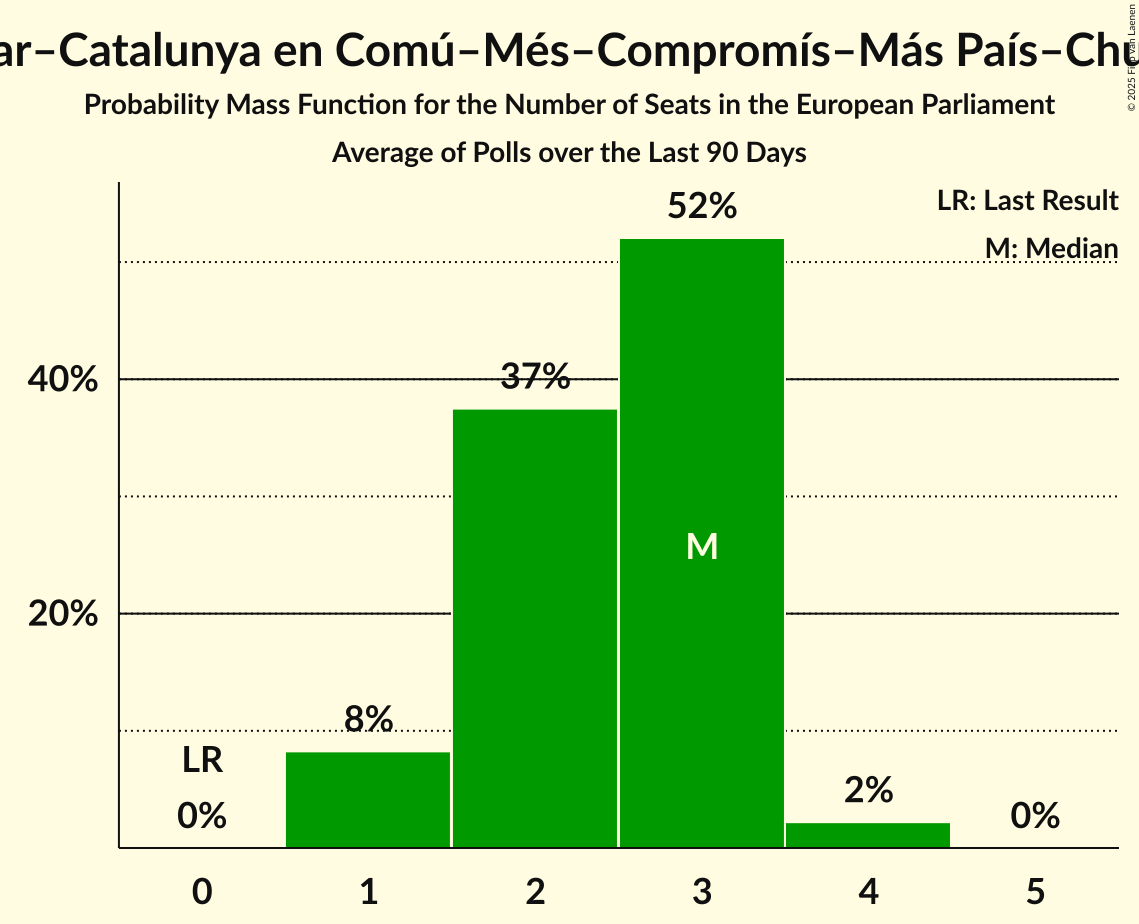 ar–Catalunya en Comú–Més–Compromís–Más País–Chu
© 2025 Filip van Laenen
Probability Mass Function for the Number of Seats in the European Parliament
Average of Polls over the Last 90 Days
LR: Last Result
M: Median
52%
40%
37%
M
20%
8%
LR
0%
2%
0%
0 1 2 3 4 5